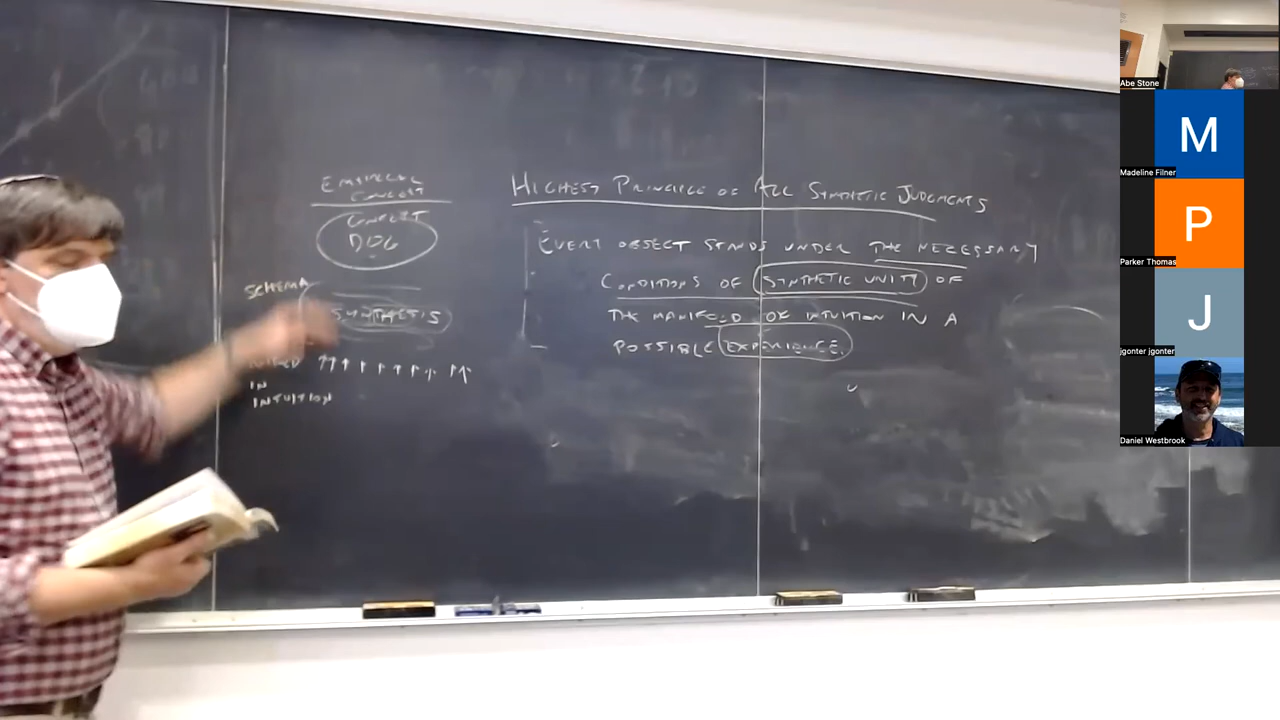 EMPIRICAL
CONCEPT
CONCEPT
DOG
SCHEMA
SYNTHESIS
IN
INTUITION
HIGHEST PRINCIPLE OF ALL SYNTHETIC JUDGMENTS
EVERY OBJECT STANDS UNDER THE NECESSARY
CONDITIONS OF SYNTHETIC UNITY OF
THE MANIFOLD OF INTUITION IN A
POSSIBLE EXPERIENCE.
Abe Stone
M
Madeline Filner
P
Parker Thomas
J
jgonter jgonter
Daniel Westbrook